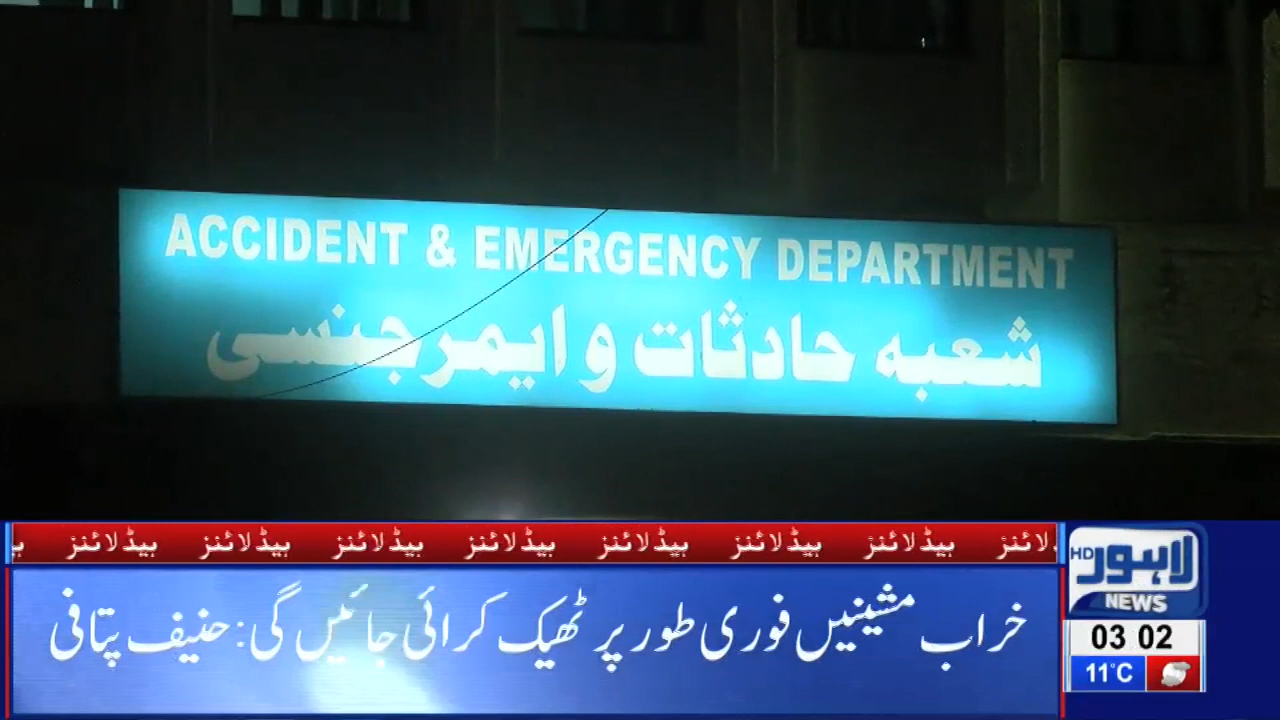 ACCIDENT & EMERGENCY DEPARTMENT
شعبہ حادثات و ایمرجنسی
ہیڈلائنز ہیڈلائنز ہیڈلائنز ہیڈلائنز ہیڈلائنز ہیڈلائنز ہیڈلائنز
خراب مشینیں فوری طور پر ٹھیک کرائی جائیں گی: حنیف پتافی
HD لاہور
NEWS
03 02
11°C